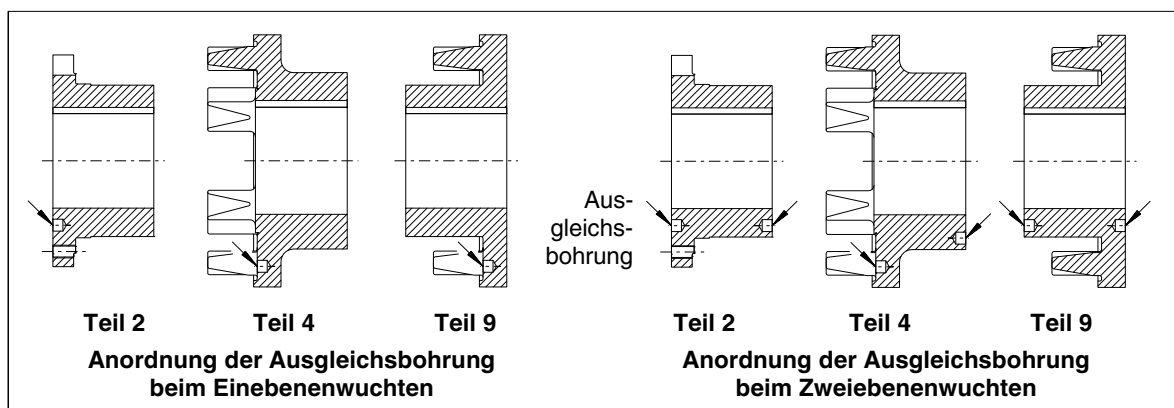 Aus-
gleichs-
bohrung
Teil 2 Teil 4 Teil 9
Anordnung der Ausgleichsbohrung
beim Einebenenwuchten
Teil 2 Teil 4 Teil 9
Anordnung der Ausgleichsbohrung
beim Zweiebenenwuchten